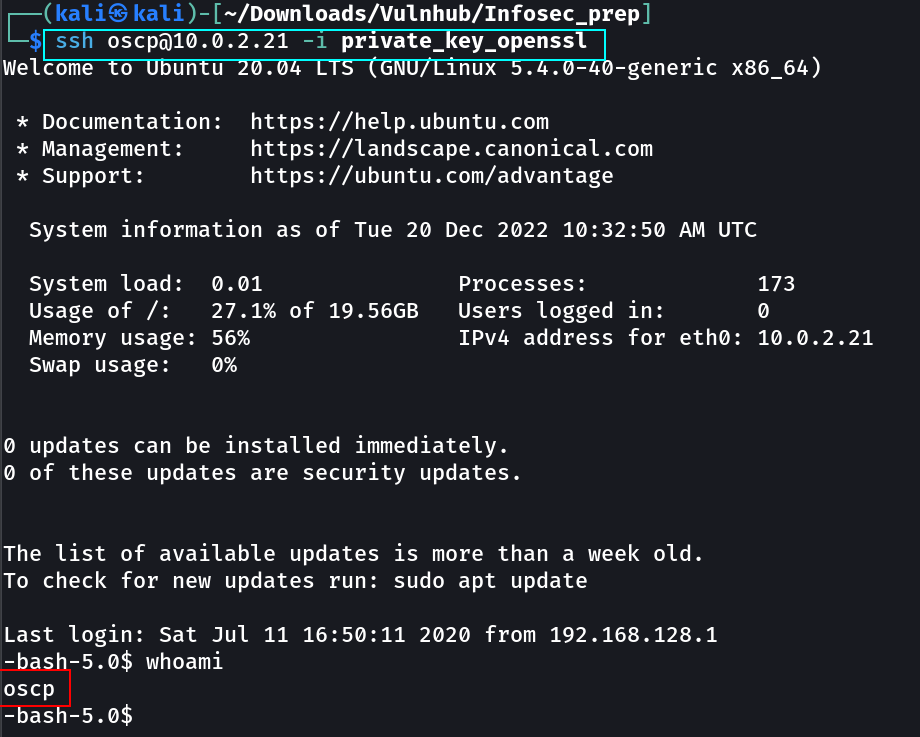 ┌──(kali㉿kali)-[~/Downloads/Vulnhub/Infosec_prep]
└─$ ssh oscp@10.0.2.21 -i private_key_openssl
Welcome to Ubuntu 20.04 LTS (GNU/Linux 5.4.0-40-generic x86_64)
* Documentation: https://help.ubuntu.com
* Management: https://landscape.canonical.com
* Support: https://ubuntu.com/advantage
System information as of Tue 20 Dec 2022 10:32:50 AM UTC
System load: 0.01 Processes: 173
Usage of /: 27.1% of 19.56GB Users logged in: 0
Memory usage: 56% IPv4 address for eth0: 10.0.2.21
Swap usage: 0%
0 updates can be installed immediately.
0 of these updates are security updates.
The list of available updates is more than a week old.
To check for new updates run: sudo apt update
Last login: Sat Jul 11 16:50:11 2020 from 192.168.128.1
-bash-5.0$ whoami
oscp
-bash-5.0$